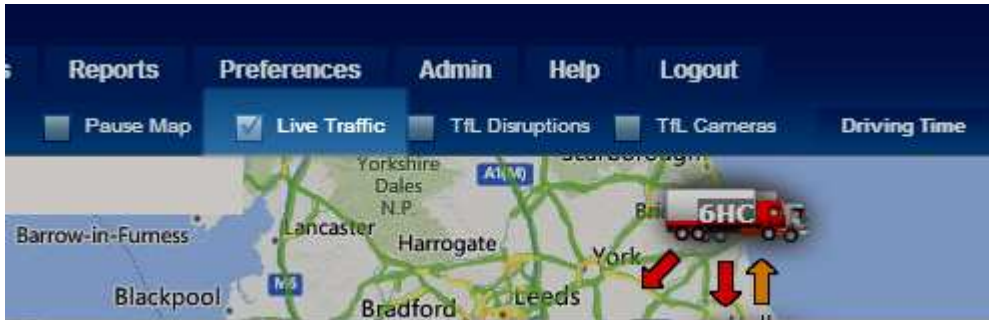 s Reports Preferences Admin Help Logout
Pause Map Live Traffic TfL Disruptions TfL Cameras Driving Time
Yorkshire
Dales
N.P.
A1(M)
Scarborough
Barrow-in-Furness
Lancaster
Harrogate
6HC
York
M6
Blackpool
Bradford
Leeds